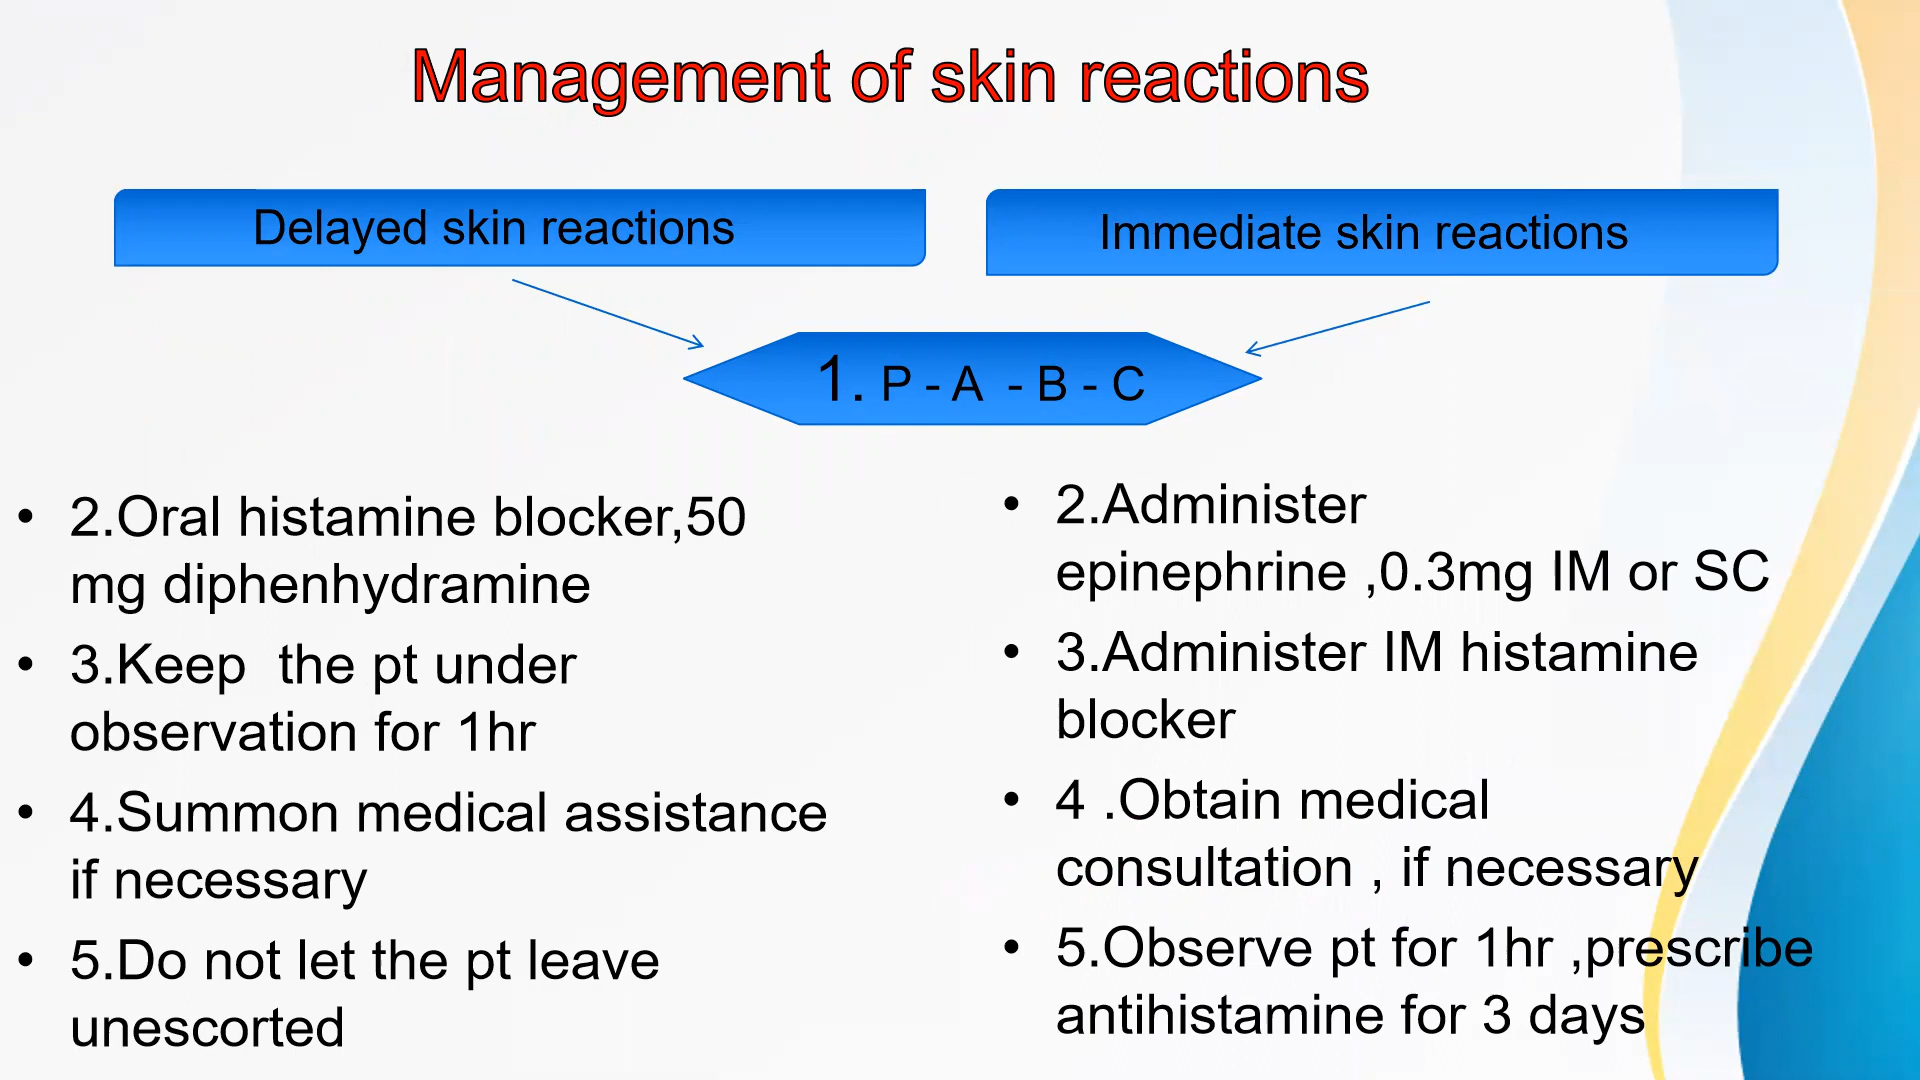 Management of skin reactions
Delayed skin reactions
Immediate skin reactions
1. P - A  - B - C
• 2.Oral histamine blocker,50
mg diphenhydramine
• 3.Keep  the pt under
observation for 1hr
• 4.Summon medical assistance
if necessary
• 5.Do not let the pt leave
unescorted
• 2.Administer
epinephrine ,0.3mg IM or SC
• 3.Administer IM histamine
blocker
• 4 .Obtain medical
consultation , if necessary
• 5.Observe pt for 1hr ,prescribe
antihistamine for 3 days